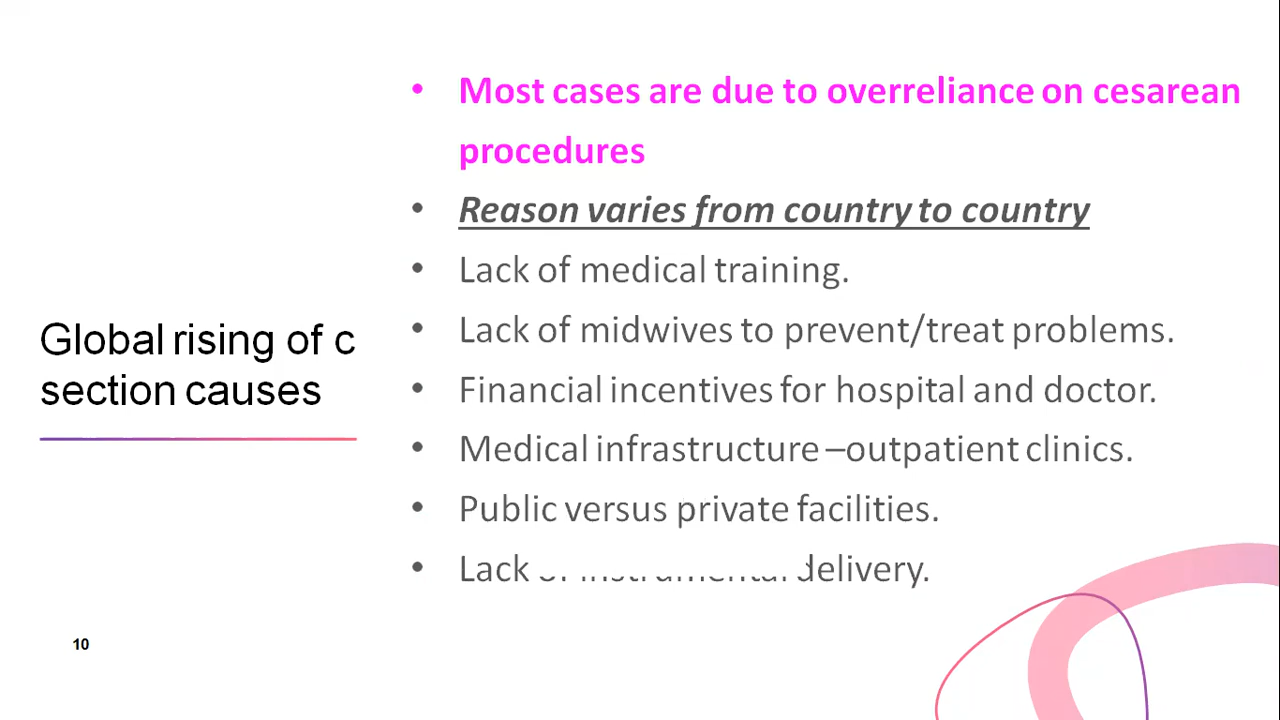 Global rising of c
section causes
• Most cases are due to overreliance on cesarean
procedures
• Reason varies from country to country
• Lack of medical training.
• Lack of midwives to prevent/treat problems.
• Financial incentives for hospital and doctor.
• Medical infrastructure –outpatient clinics.
• Public versus private facilities.
• Lack delivery.
10